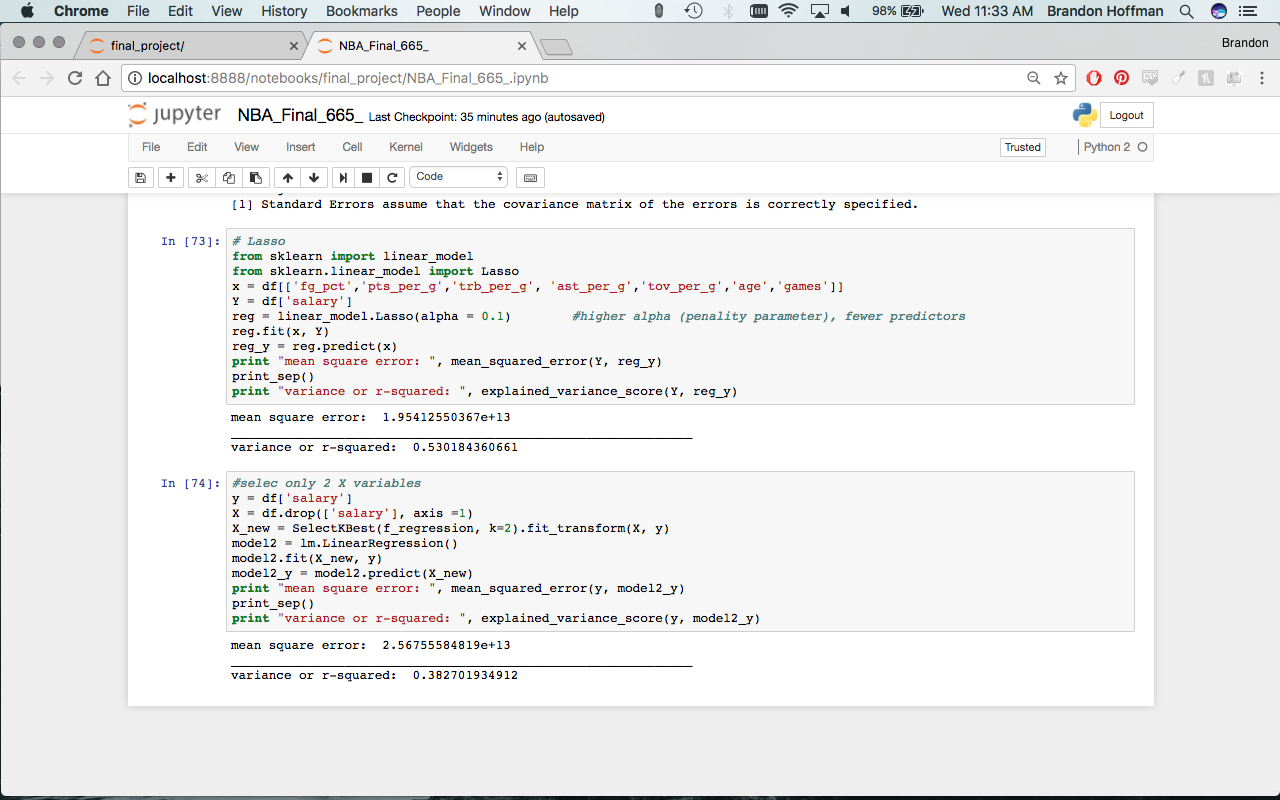 Chrome File Edit View History Bookmarks People Window Help 98% Wed 11:33 AM Brandon Hoffman
final_project/ NBA_Final_665_ Brandon
localhost:8888/notebooks/final_project/NBA_Final_665_.ipynb
jupyter NBA_Final_665_ Last Checkpoint: 35 minutes ago (autosaved) Logout
File Edit View Insert Cell Kernel Widgets Help Trusted Python 2
Code
[1] Standard Errors assume that the covariance matrix of the errors is correctly specified.
In [73]: # Lasso
from sklearn import linear_model
from sklearn.linear_model import Lasso
x = df[['fg_pct','pts_per_g','trb_per_g', 'ast_per_g','tov_per_g','age','games']]
Y = df['salary']
reg = linear_model.Lasso(alpha = 0.1) #higher alpha (penality parameter), fewer predictors
reg.fit(x, Y)
reg_y = reg.predict(x)
print "mean square error: ", mean_squared_error(Y, reg_y)
print_sep()
print "variance or r-squared: ", explained_variance_score(Y, reg_y)
mean square error:  1.95412550367e+13
variance or r-squared:  0.530184360661
In [74]: #selec only 2 X variables
y = df['salary']
X = df.drop(['salary'], axis =1)
X_new = SelectKBest(f_regression, k=2).fit_transform(X, y)
model2 = lm.LinearRegression()
model2.fit(X_new, y)
model2_y = model2.predict(X_new)
print "mean square error: ", mean_squared_error(y, model2_y)
print_sep()
print "variance or r-squared: ", explained_variance_score(y, model2_y)
mean square error:  2.56755584819e+13
variance or r-squared:  0.382701934912